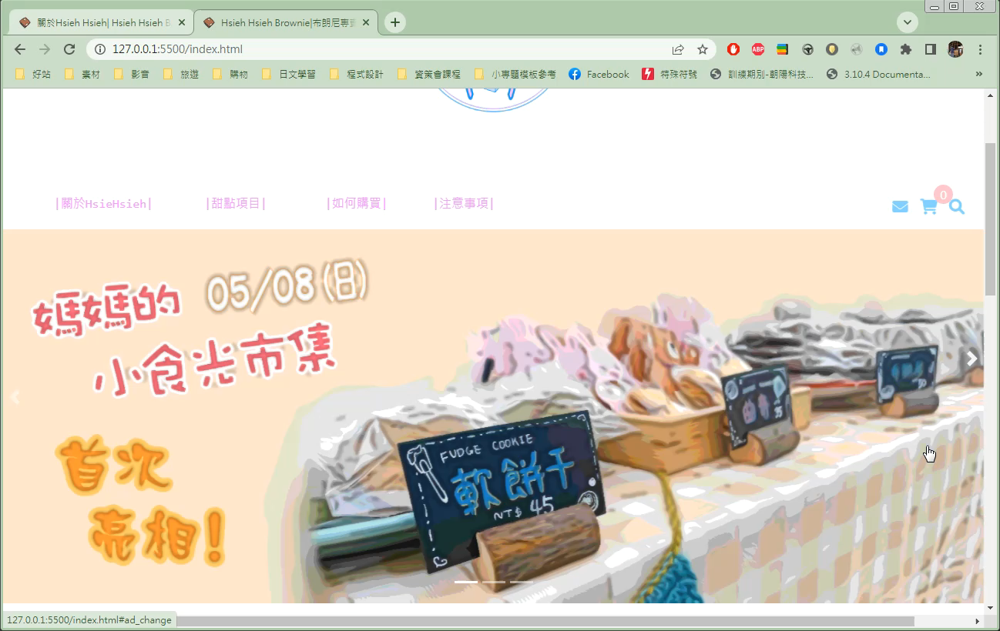 關於Hsieh Hsieh| Hsieh Hsieh B
Hsieh Hsieh Brownie|布朗尼專賣
127.0.0.1:5500/index.html
ABP
好站
素材
影音
旅遊
購物
日文學習
程式設計
資策會課程
小專題模板參考
Facebook
特殊符號
訓練期別-朝陽科技...
3.10.4 Documenta...
|關於HsieHsieh|
|甜點項目|
|如何購買|
|注意事項|
0
媽媽的 05/08(日)
小食光市集
首次
亮相!
FUDGE COOKIE
軟餅干
NT$ 45
35
127.0.0.1:5500/index.html#ad_change